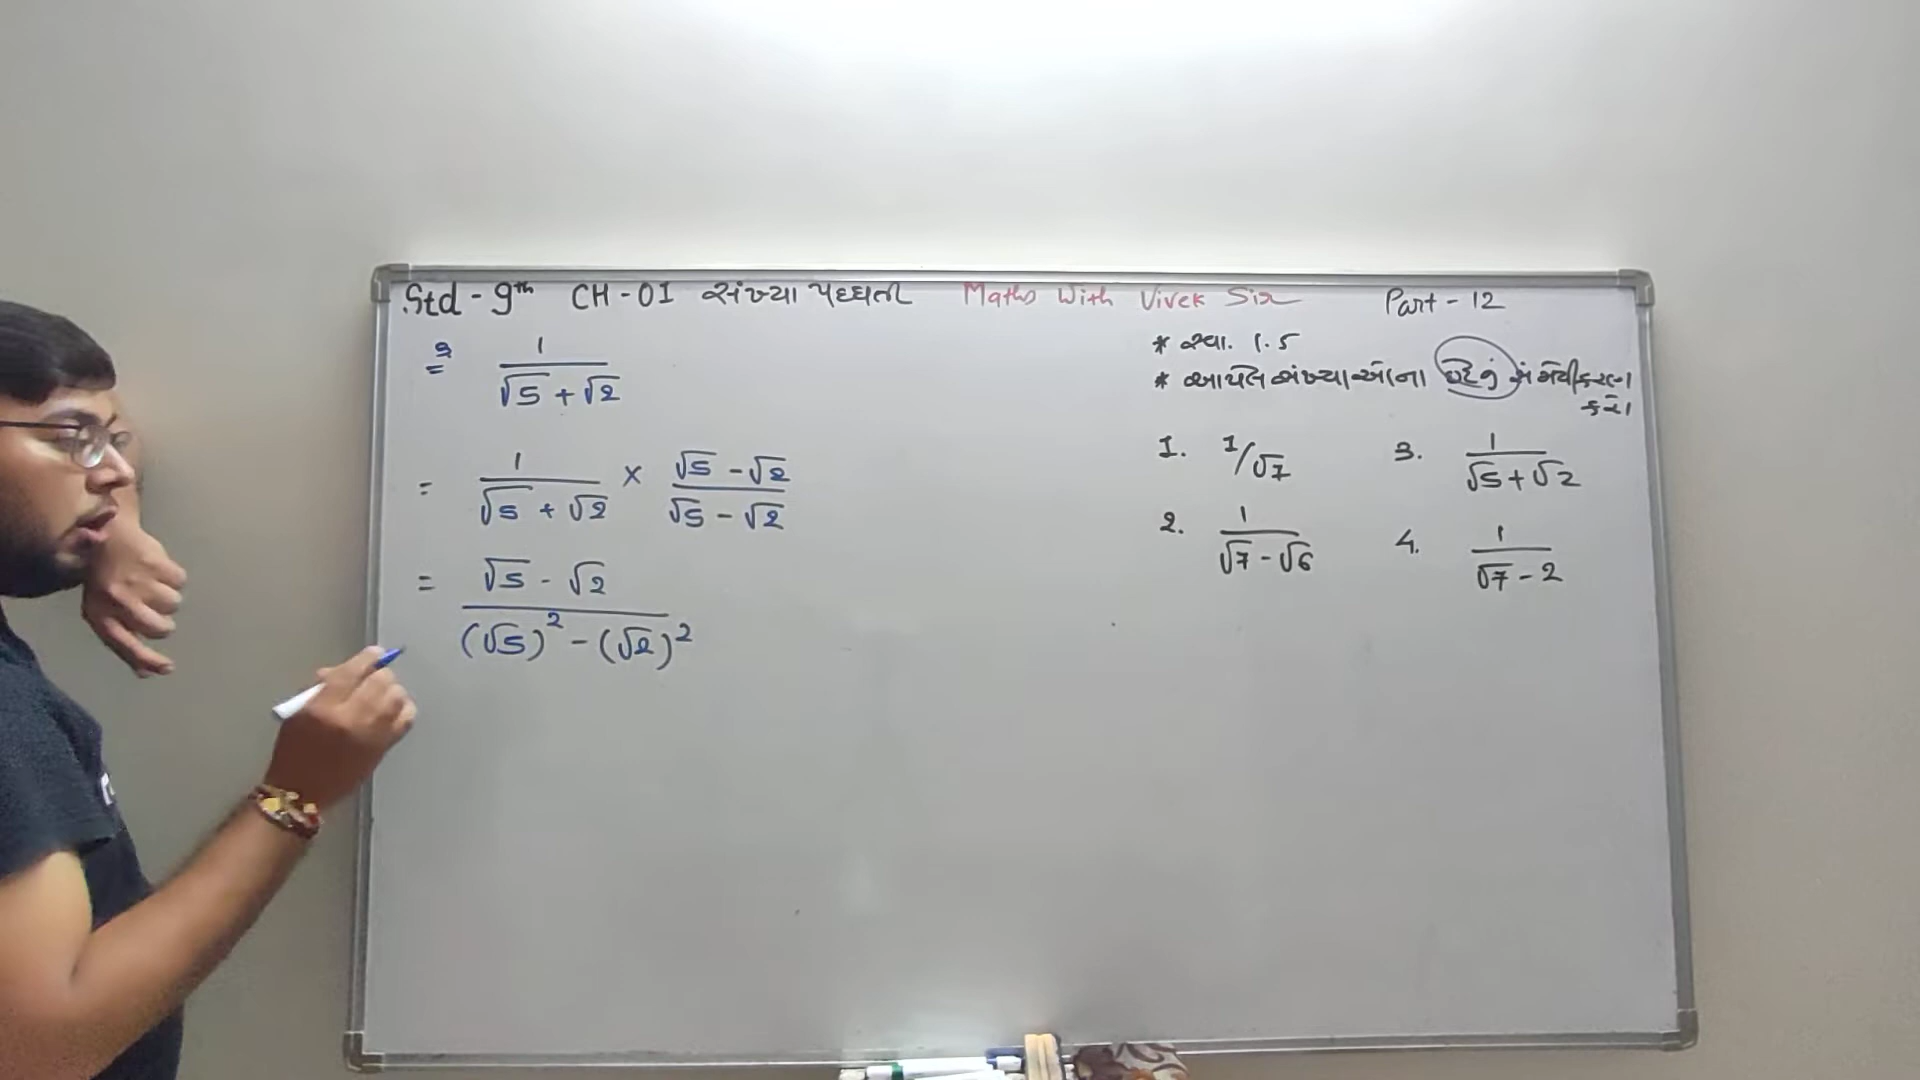 Std - 9th CH - 01 સંખ્યા પધ્ધતી Maths With Vivek Sir Part - 12
3 1/(√5 + √2)
=
= 1/(√5 + √2) × (√5 - √2)/(√5 - √2)
= (√5 - √2)/((√5)² - (√2)²)
* સ્વા. 1.5
* આપેલ સંખ્યાઓના છેદનું સંમેયીકરણ
કરો
1. 1/√7
2. 1/(√7 - √6)
3. 1/(√5 + √2)
4. 1/(√7 - 2)